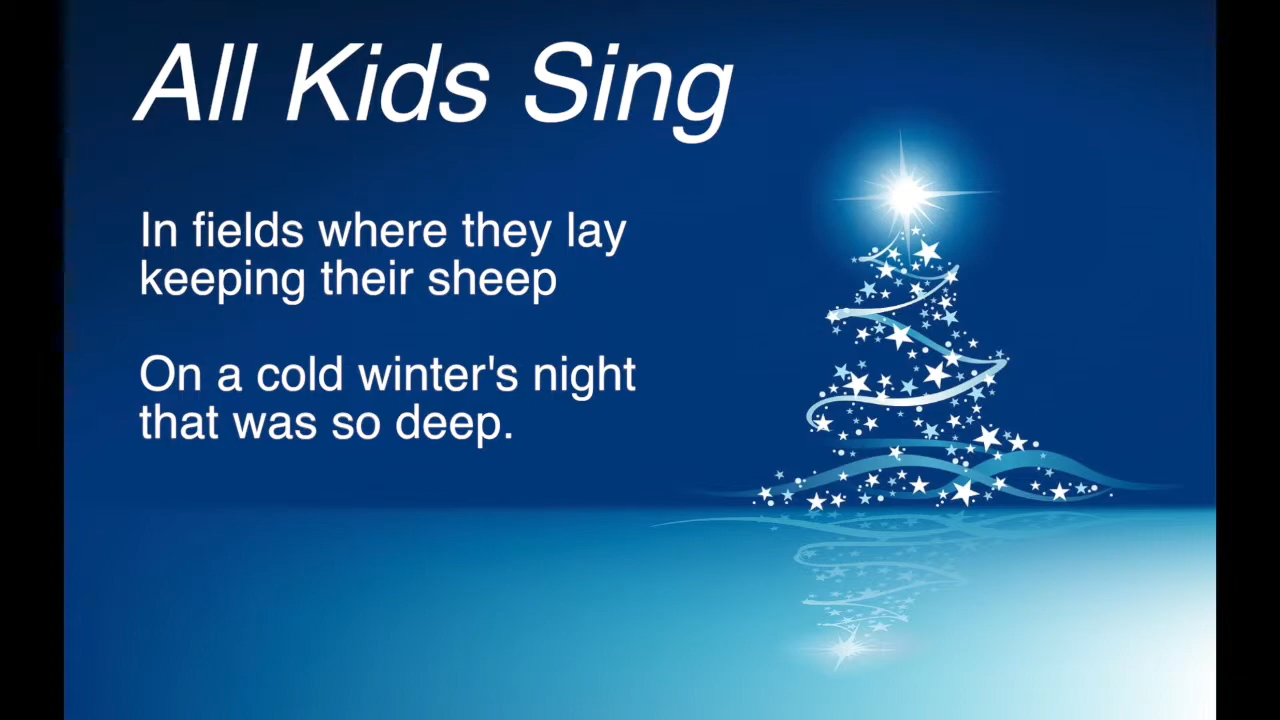 All Kids Sing
In fields where they lay
keeping their sheep
On a cold winter's night
that was so deep.